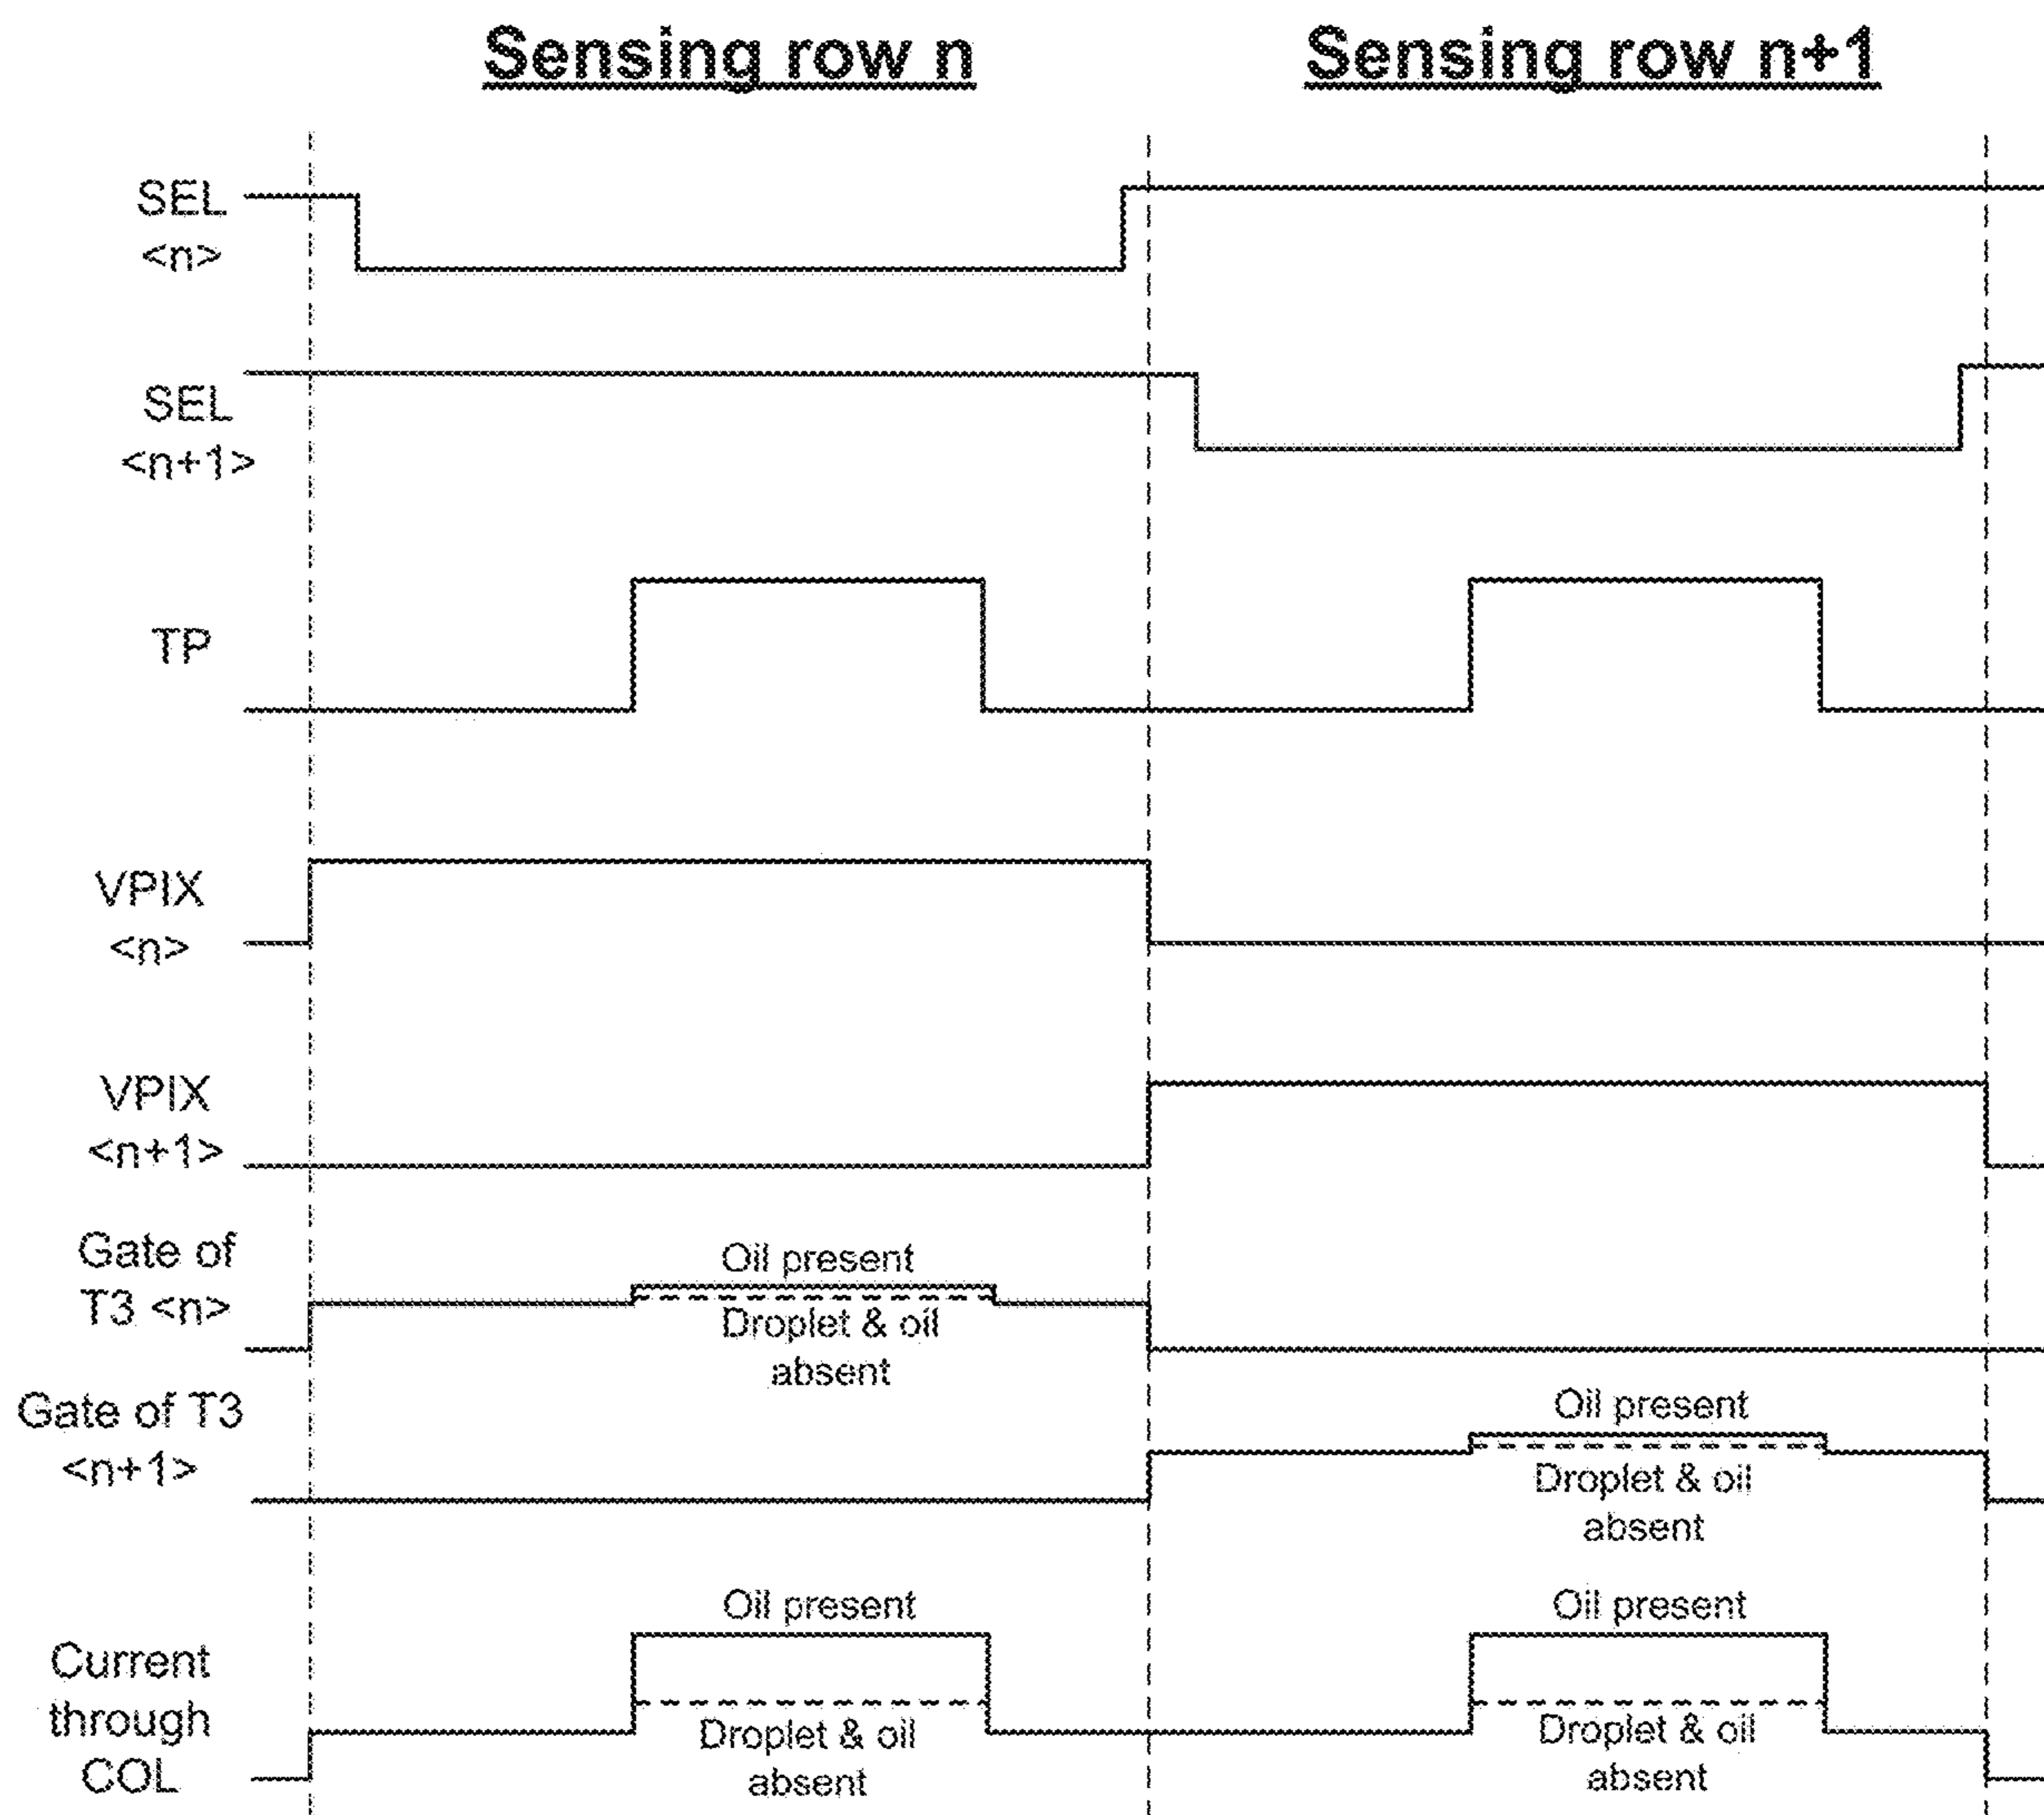 Sensing row n
Sensing row n+1
SEL
<n>
SEL
<n+1>
TP
VPIX
<n>
VPIX
<n+1>
Gate of
T3 <n>
Oil present
Droplet & oil
absent
Gate of T3
<n+1>
Oil present
Droplet & oil
absent
Current
through
COL
Oil present
Droplet & oil
absent
Oil present
Droplet & oil
absent